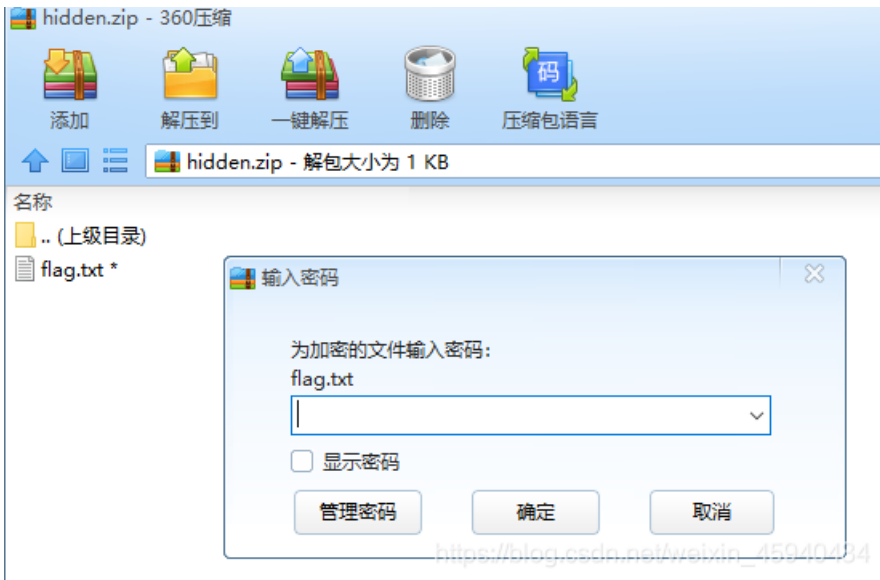 hidden.zip - 360压缩
添加 解压到 一键解压 删除 压缩包语言
码
hidden.zip - 解包大小为 1 KB
名称
.. (上级目录)
flag.txt *
输入密码
为加密的文件输入密码:
flag.txt
显示密码
管理密码 确定 取消
https://blog.csdn.net/weixin_45940434